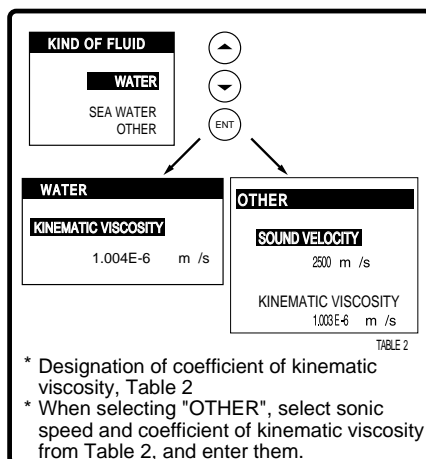 KIND OF FLUID
WATER
SEA WATER
OTHER
ENT
WATER
KINEMATIC VISCOSITY
1.004E-6 m /s
OTHER
SOUND VELOCITY
2500 m /s
KINEMATIC VISCOSITY
1.003E-6 m /s
TABLE 2
* Designation of coefficient of kinematic
viscosity, Table 2
* When selecting "OTHER", select sonic
speed and coefficient of kinematic viscosity
from Table 2, and enter them.